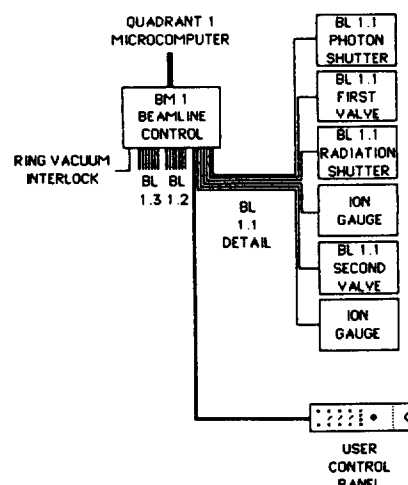 QUADRANT 1
MICROCOMPUTER
BM 1
BEAMLINE
CONTROL
RING VACUUM
INTERLOCK
BL
1.3
BL
1.2
BL
1.1
DETAIL
BL 1.1
PHOTON
SHUTTER
BL 1.1
FIRST
VALVE
BL 1.1
RADIATION
SHUTTER
ION
GAUGE
BL 1.1
SECOND
VALVE
ION
GAUGE
USER
CONTROL
PANEL